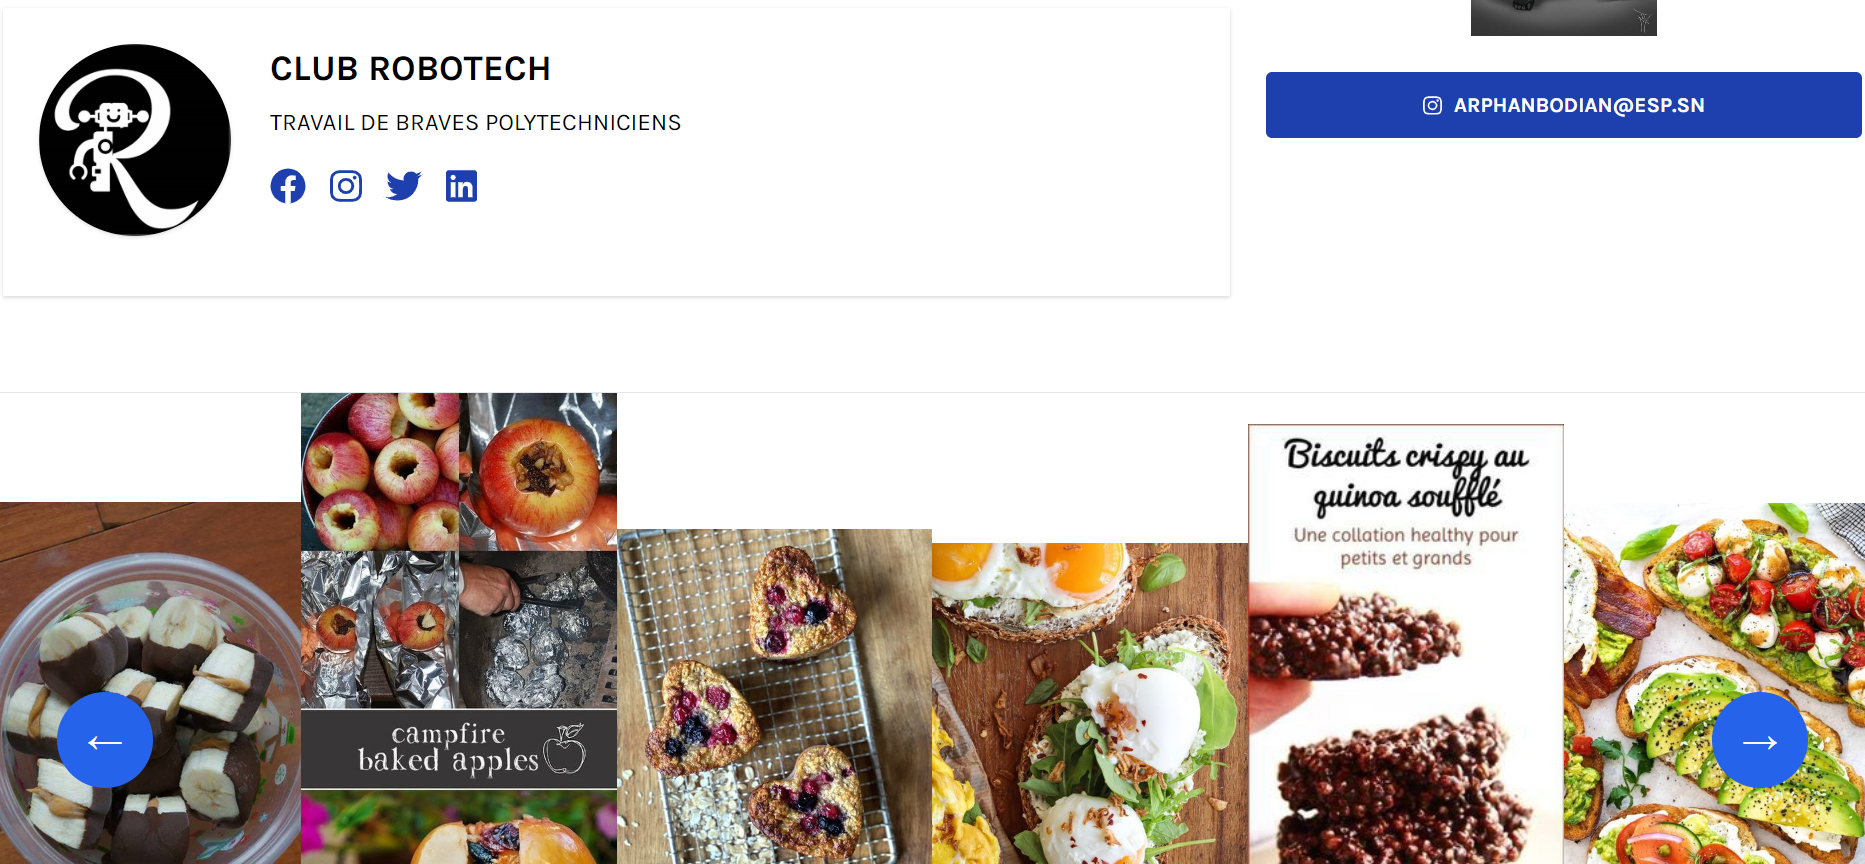 CLUB ROBOTECH
TRAVAIL DE BRAVES POLYTECHNICIENS
ARPHANBODIAN@ESP.SN
campfire
baked apples
Biscuits crispy au
quinoa soufflé
Une collation healthy pour
petits et grands